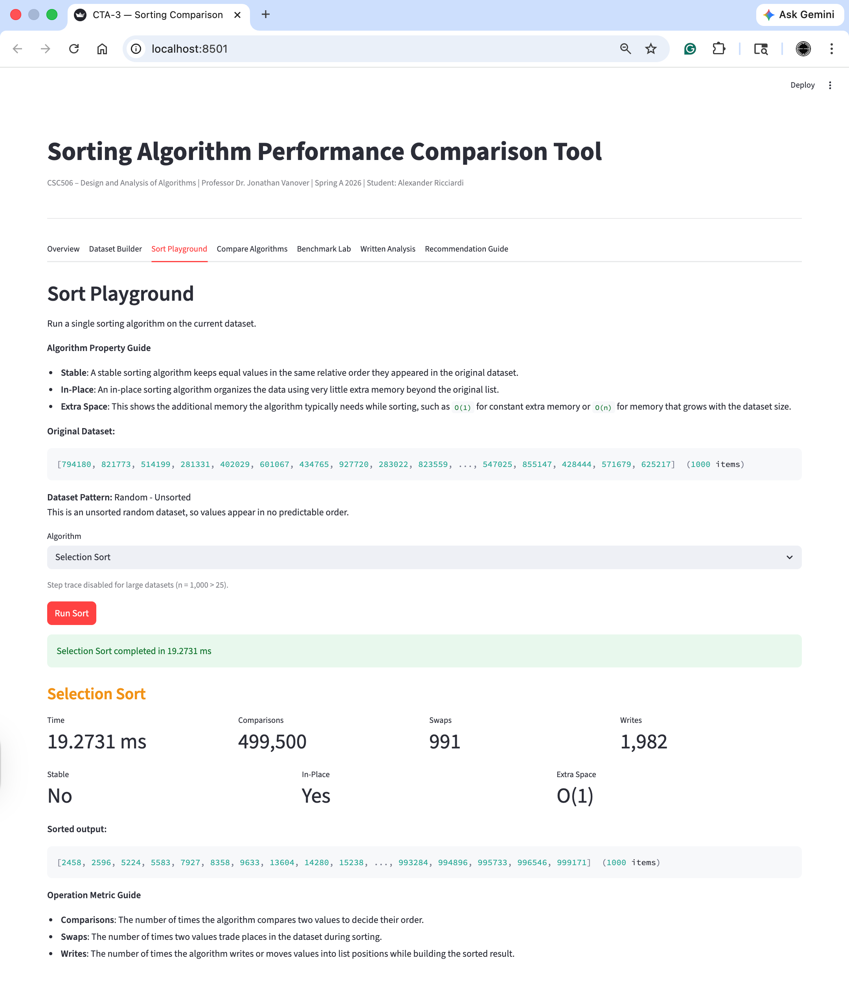 CTA-3 — Sorting Comparison
Ask Gemini
localhost:8501
Deploy
Sorting Algorithm Performance Comparison Tool
CSC506 – Design and Analysis of Algorithms | Professor Dr. Jonathan Vanover | Spring A 2026 | Student: Alexander Ricciardi
Overview Dataset Builder Sort Playground Compare Algorithms Benchmark Lab Written Analysis Recommendation Guide
Sort Playground
Run a single sorting algorithm on the current dataset.
Algorithm Property Guide
• Stable: A stable sorting algorithm keeps equal values in the same relative order they appeared in the original dataset.
• In-Place: An in-place sorting algorithm organizes the data using very little extra memory beyond the original list.
• Extra Space: This shows the additional memory the algorithm typically needs while sorting, such as O(1) for constant extra memory or O(n) for memory that grows with the dataset size.
Original Dataset:
[794180, 821773, 514199, 281331, 402029, 601067, 434765, 927720, 283022, 823559, ..., 547025, 855147, 428444, 571679, 625217] (1000 items)
Dataset Pattern: Random - Unsorted
This is an unsorted random dataset, so values appear in no predictable order.
Algorithm
Selection Sort
Step trace disabled for large datasets (n = 1,000 > 25).
Run Sort
Selection Sort completed in 19.2731 ms
Selection Sort
Time Comparisons Swaps Writes
19.2731 ms 499,500 991 1,982
Stable In-Place Extra Space
No Yes O(1)
Sorted output:
[2458, 2596, 5224, 5583, 7927, 8358, 9633, 13604, 14280, 15238, ..., 993284, 994896, 995733, 996546, 999171] (1000 items)
Operation Metric Guide
• Comparisons: The number of times the algorithm compares two values to decide their order.
• Swaps: The number of times two values trade places in the dataset during sorting.
• Writes: The number of times the algorithm writes or moves values into list positions while building the sorted result.